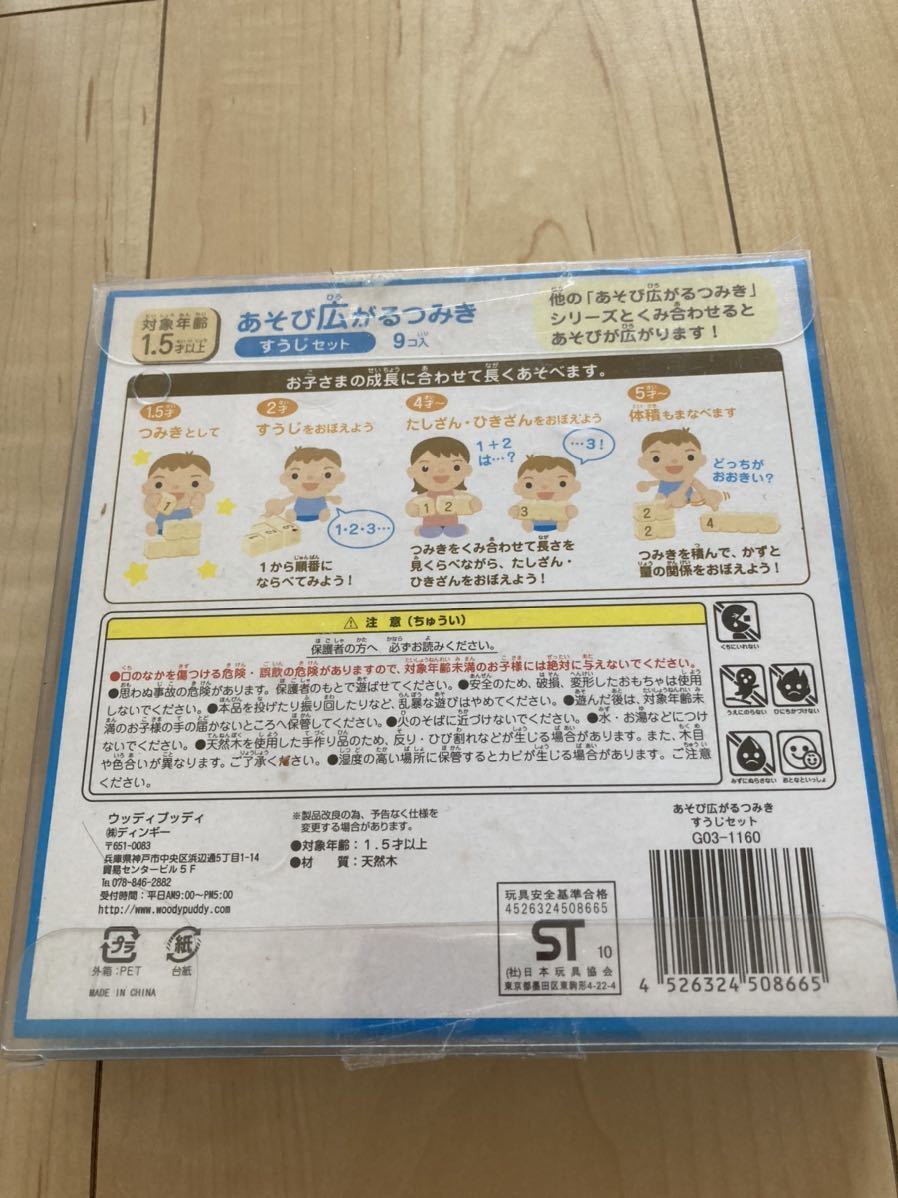 対象年齢
1.5才以上
あそび広がるつみき
すうじセット 9コ入
他の「あそび広がるつみき」
シリーズとくみ合わせると
あそびが広がります!
お子さまの成長に合わせて長くあそべます。
1.5才
つみきとして
1
2才
すうじをおぼえよう
1・2・3…
1から順番に
ならべてみよう!
4才〜
たしざん・ひきざんをおぼえよう
1+2
は…?
…3!
1 2
3
つみきをくみ合わせて長さを
見くらべながら、たしざん・
ひきざんをおぼえよう!
5才〜
体積もまなべます
どっちが
おおきい?
2
2
4
つみきを積んで、かずと
量の関係をおぼえよう!
⚠ 注意(ちゅうい)
保護者の方へ 必ずお読みください。
●口のなかを傷つける危険・誤飲の危険がありますので、対象年齢未満のお子様には絶対に与えないでください。
●思わぬ事故の危険があります。保護者のもとで遊ばせてください。●安全のため、破損、変形したおもちゃは使用
しないでください。●本品を投げたり振り回したりなど、乱暴な遊びはやめてください。●遊んだ後は、対象年齢未
満のお子様の手の届かないところへ保管してください。●火のそばに近づけないでください。●水・お湯などにつけ
ないでください。●天然木を使用した手作り品のため、反り・ひび割れなどが生じる場合があります。また、木目
や色合いが異なります。ご了承ください。●湿度の高い場所に保管するとカビが生じる場合があります。ご注意
ください。
くちにいれない
うえにのらない
ひにちかづけない
みずにぬらさない
おとなといっしょ
ウッディプッディ
㈱ディンギー
〒651-0083
兵庫県神戸市中央区浜辺通5丁目1-14
貿易センタービル5F
℡078-846-2882
受付時間:平日AM9:00〜PM5:00
http://www.woodypuddy.com
※製品改良の為、予告なく仕様を
変更する場合があります。
●対象年齢:1.5才以上
●材 質:天然木
あそび広がるつみき
すうじセット
G03-1160
プラ
外箱:PET
紙
台紙
MADE IN CHINA
玩具安全基準合格
4526324508665
ST 10
(社)日本玩具協会
東京都墨田区東駒形4-22-4
4 526324 508665